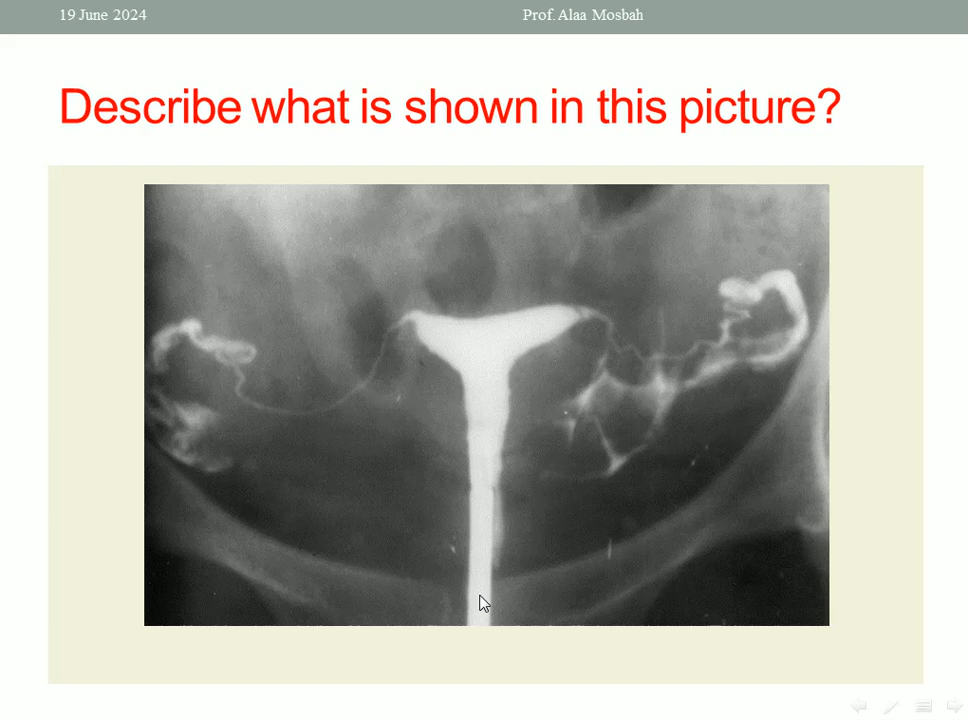 19 June 2024
Prof. Alaa Mosbah
Describe what is shown in this picture?